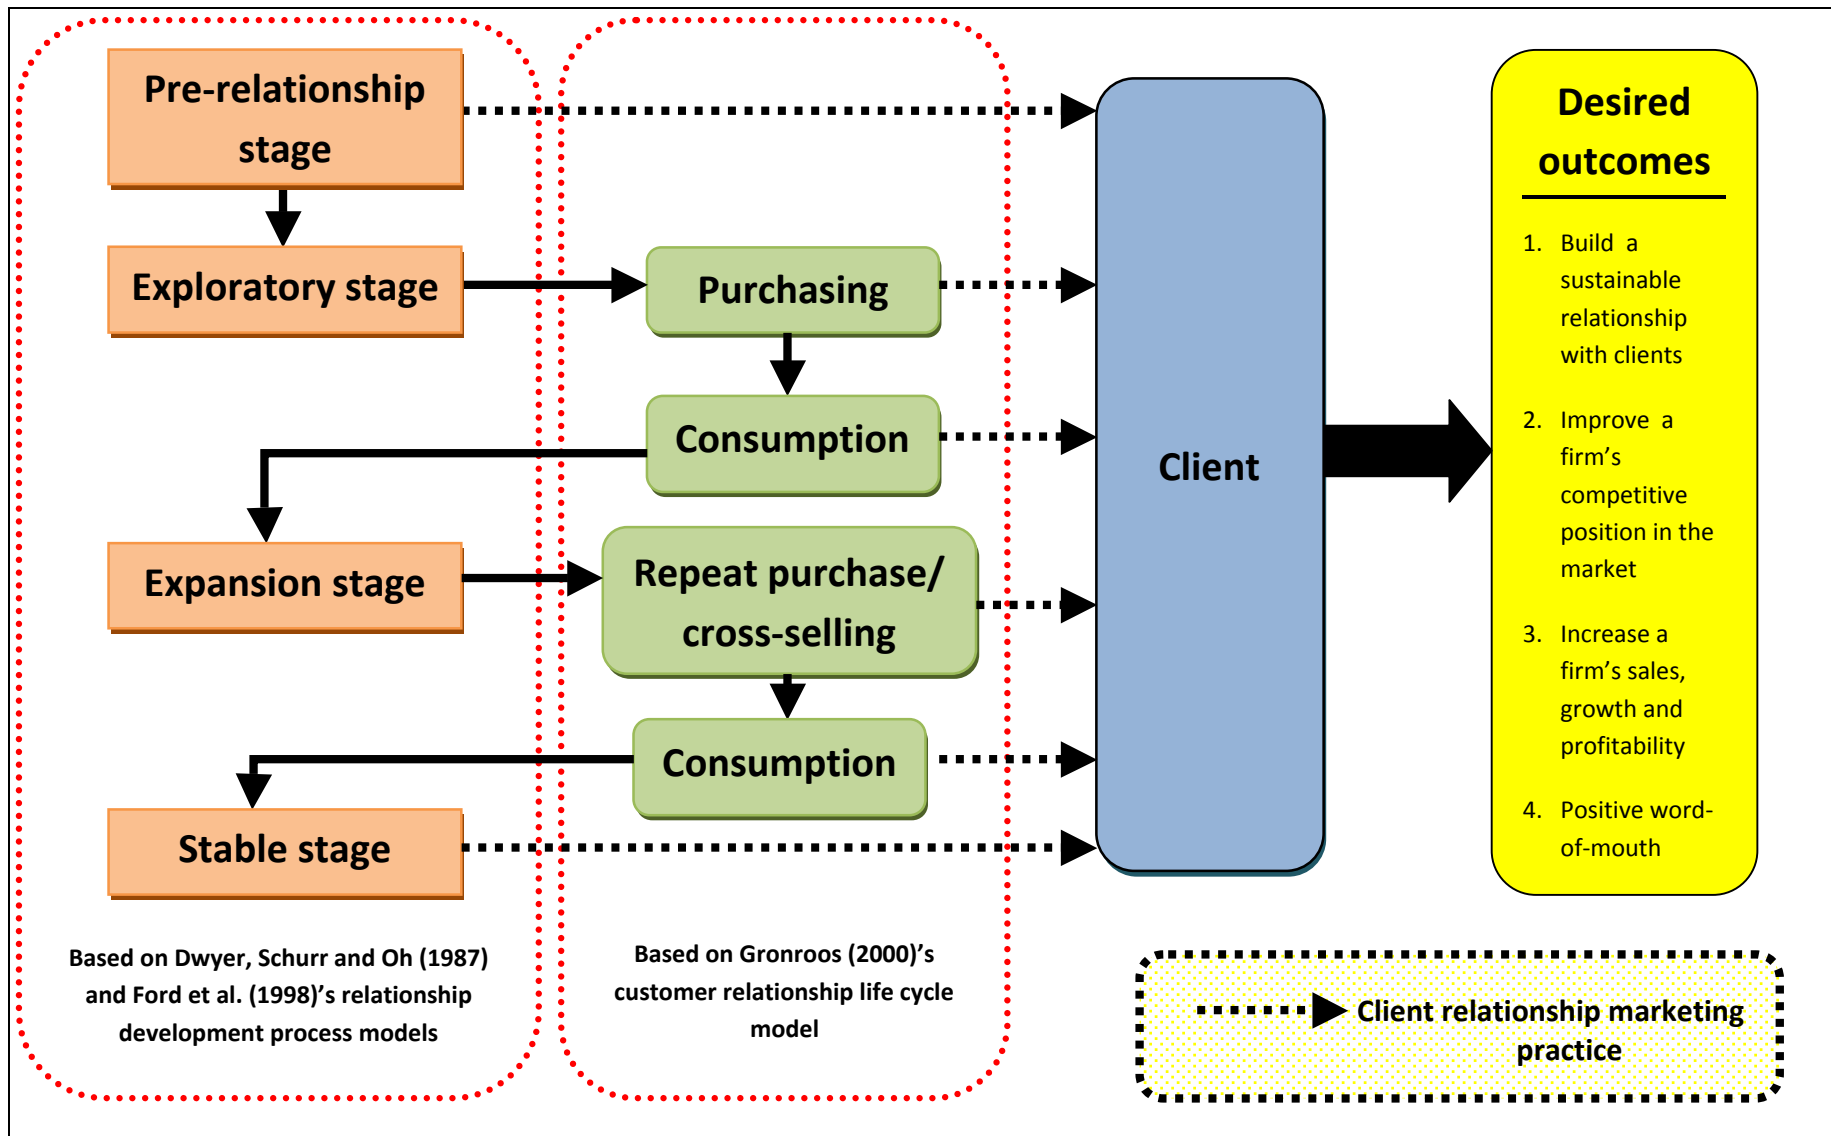 Pre-relationship
stage
Exploratory stage
Purchasing
Consumption
Expansion stage
Repeat purchase/
cross-selling
Consumption
Stable stage
Based on Dwyer, Schurr and Oh (1987)
and Ford et al. (1998)’s relationship
development process models
Based on Gronroos (2000)’s
customer relationship life cycle
model
Client
Desired
outcomes
1. Build a
sustainable
relationship
with clients
2. Improve a
firm’s
competitive
position in the
market
3. Increase a
firm’s sales,
growth and
profitability
4. Positive word-
of-mouth
Client relationship marketing
practice